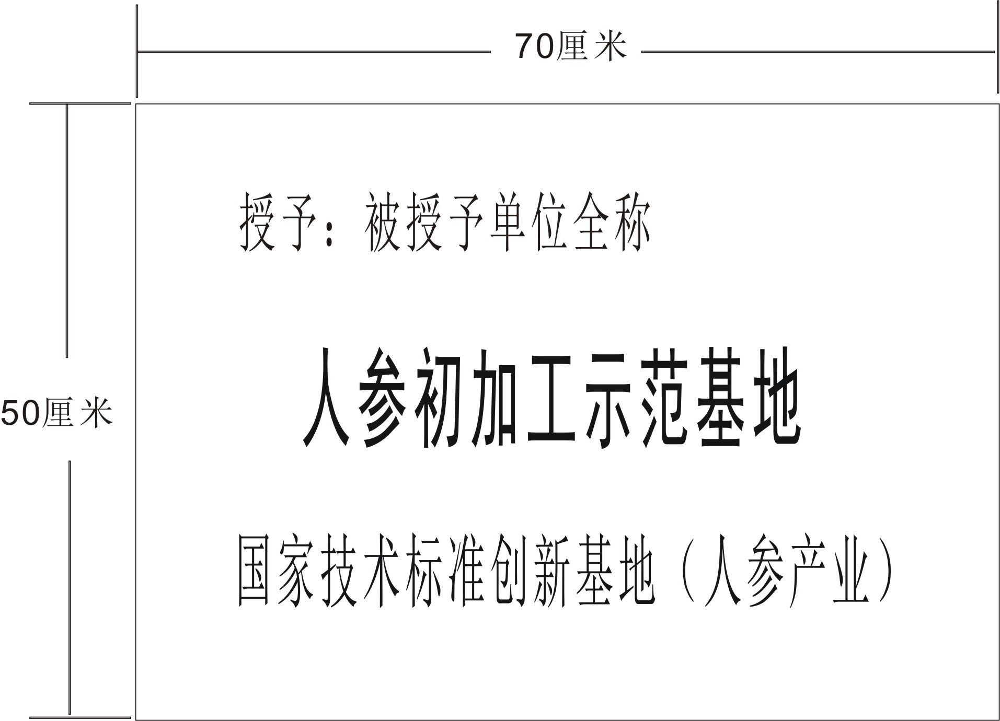 70厘米
授予：被授予单位全称
人参初加工示范基地
50厘米
国家技术标准创新基地（人参产业）